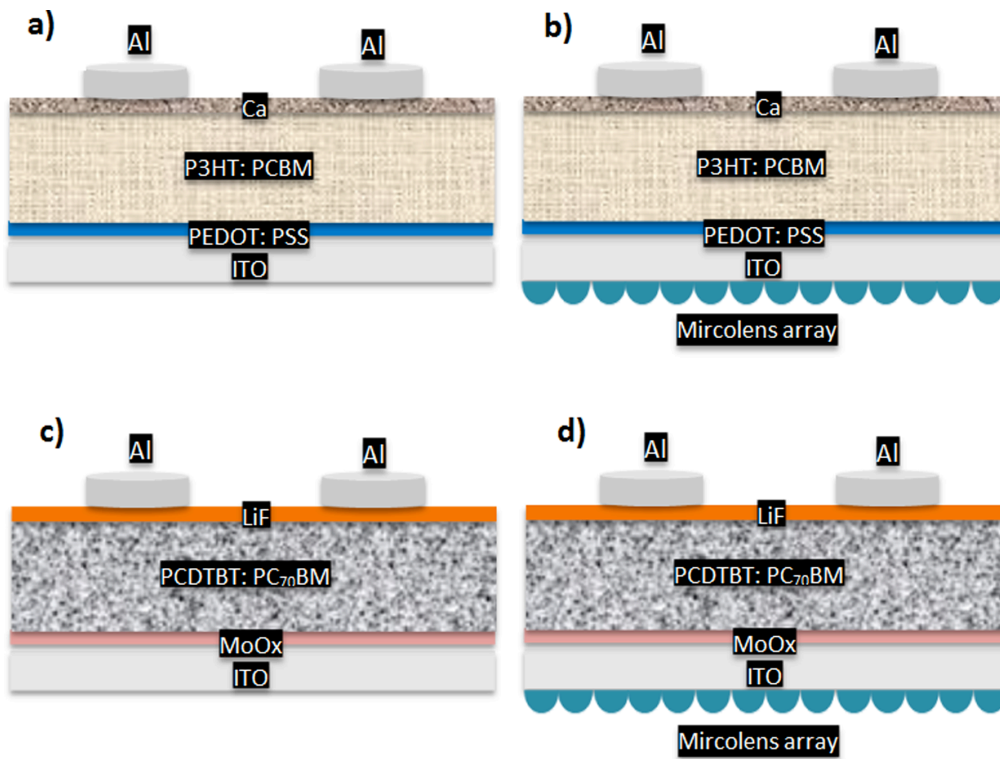 a)
Al
Al
Ca
P3HT: PCBM
PEDOT: PSS
ITO
b)
Al
Al
Ca
P3HT: PCBM
PEDOT: PSS
ITO
Mircolens array
c)
Al
Al
LiF
PCDTBT: PC₇₀BM
MoOx
ITO
d)
Al
Al
LiF
PCDTBT: PC₇₀BM
MoOx
ITO
Mircolens array